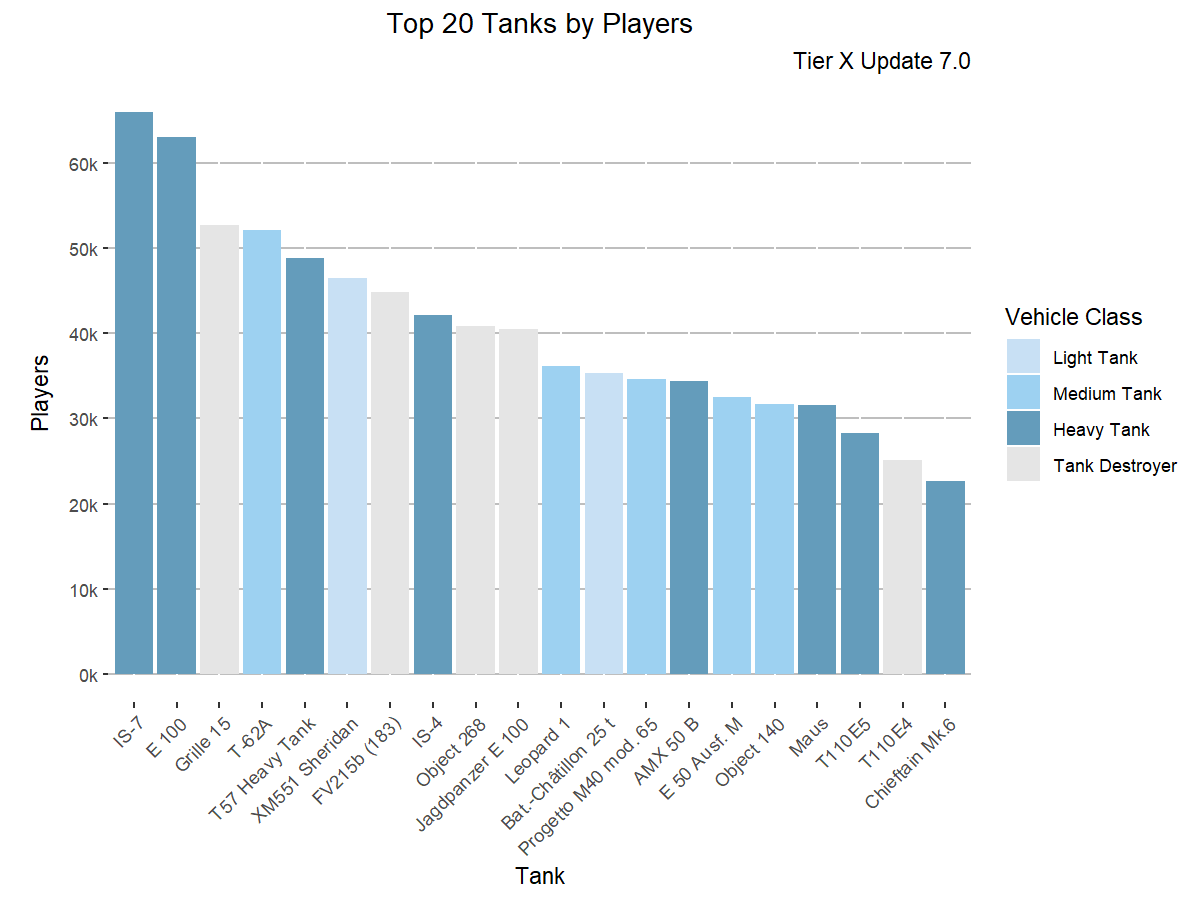 Top 20 Tanks by Players
Tier X Update 7.0
Players
60k
50k
40k
30k
20k
10k
0k
IS-7
E 100
Grille 15
T-62A
T57 Heavy Tank
XM551 Sheridan
FV215b (183)
IS-4
Object 268
Jagdpanzer E 100
Leopard 1
Bat.-Châtillon 25 t
Progetto M40 mod. 65
AMX 50 B
E 50 Ausf. M
Object 140
Maus
T110E5
T110E4
Chieftain Mk.6
Tank
Vehicle Class
Light Tank
Medium Tank
Heavy Tank
Tank Destroyer